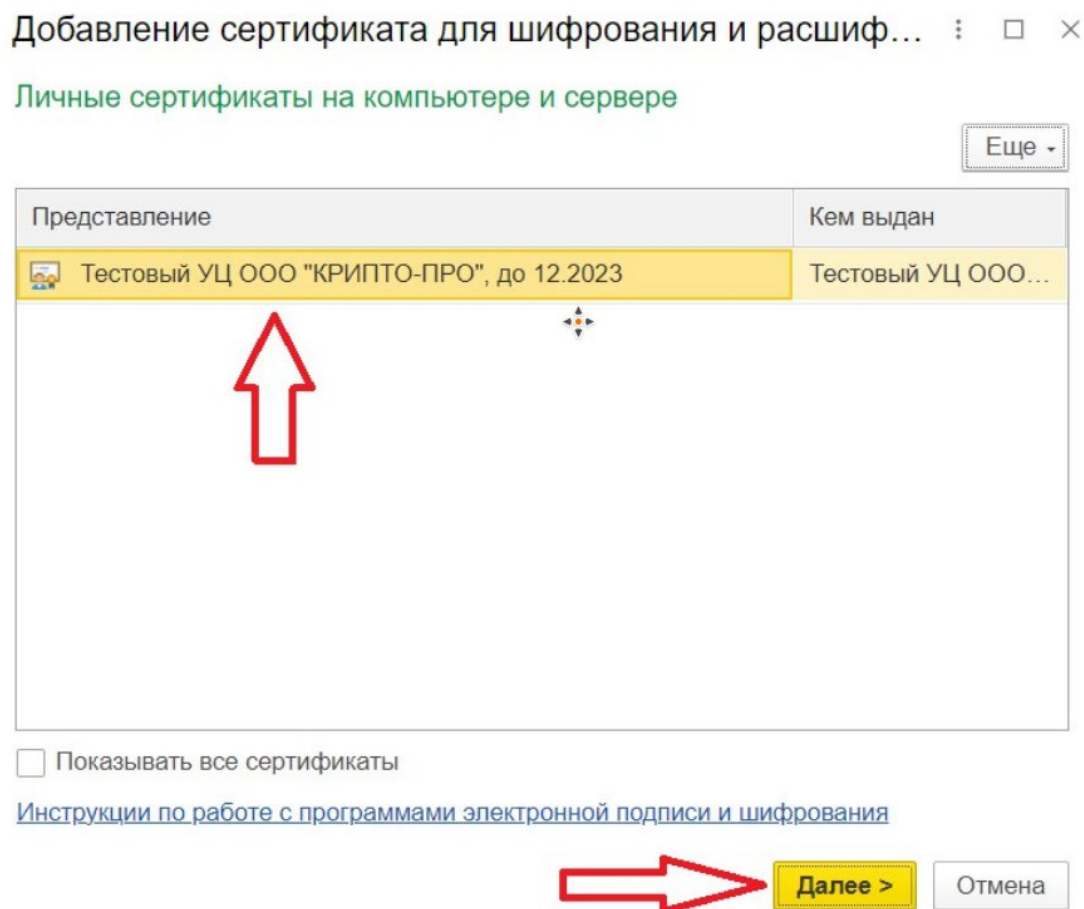 Добавление сертификата для шифрования и расшиф...
Личные сертификаты на компьютере и сервере
Еще
Представление Кем выдан
Тестовый УЦ ООО "КРИПТО-ПРО", до 12.2023 Тестовый УЦ ООО...
Показывать все сертификаты
Инструкции по работе с программами электронной подписи и шифрования
Далее > Отмена